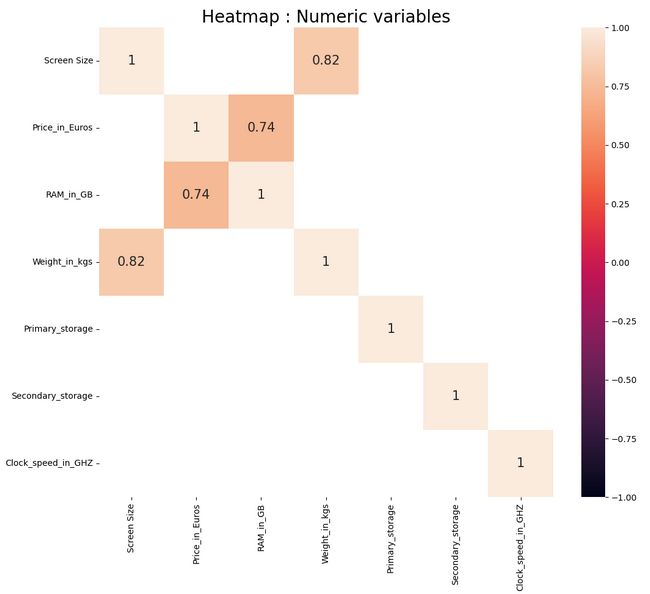 Heatmap : Numeric variables
Screen Size
1
0.82
Price_in_Euros
1
0.74
RAM_in_GB
0.74
1
Weight_in_kgs
0.82
1
Primary_storage
1
Secondary_storage
1
Clock_speed_in_GHZ
1
Screen Size
Price_in_Euros
RAM_in_GB
Weight_in_kgs
Primary_storage
Secondary_storage
Clock_speed_in_GHZ
1.00
0.75
0.50
0.25
0.00
−0.25
−0.50
−0.75
−1.00